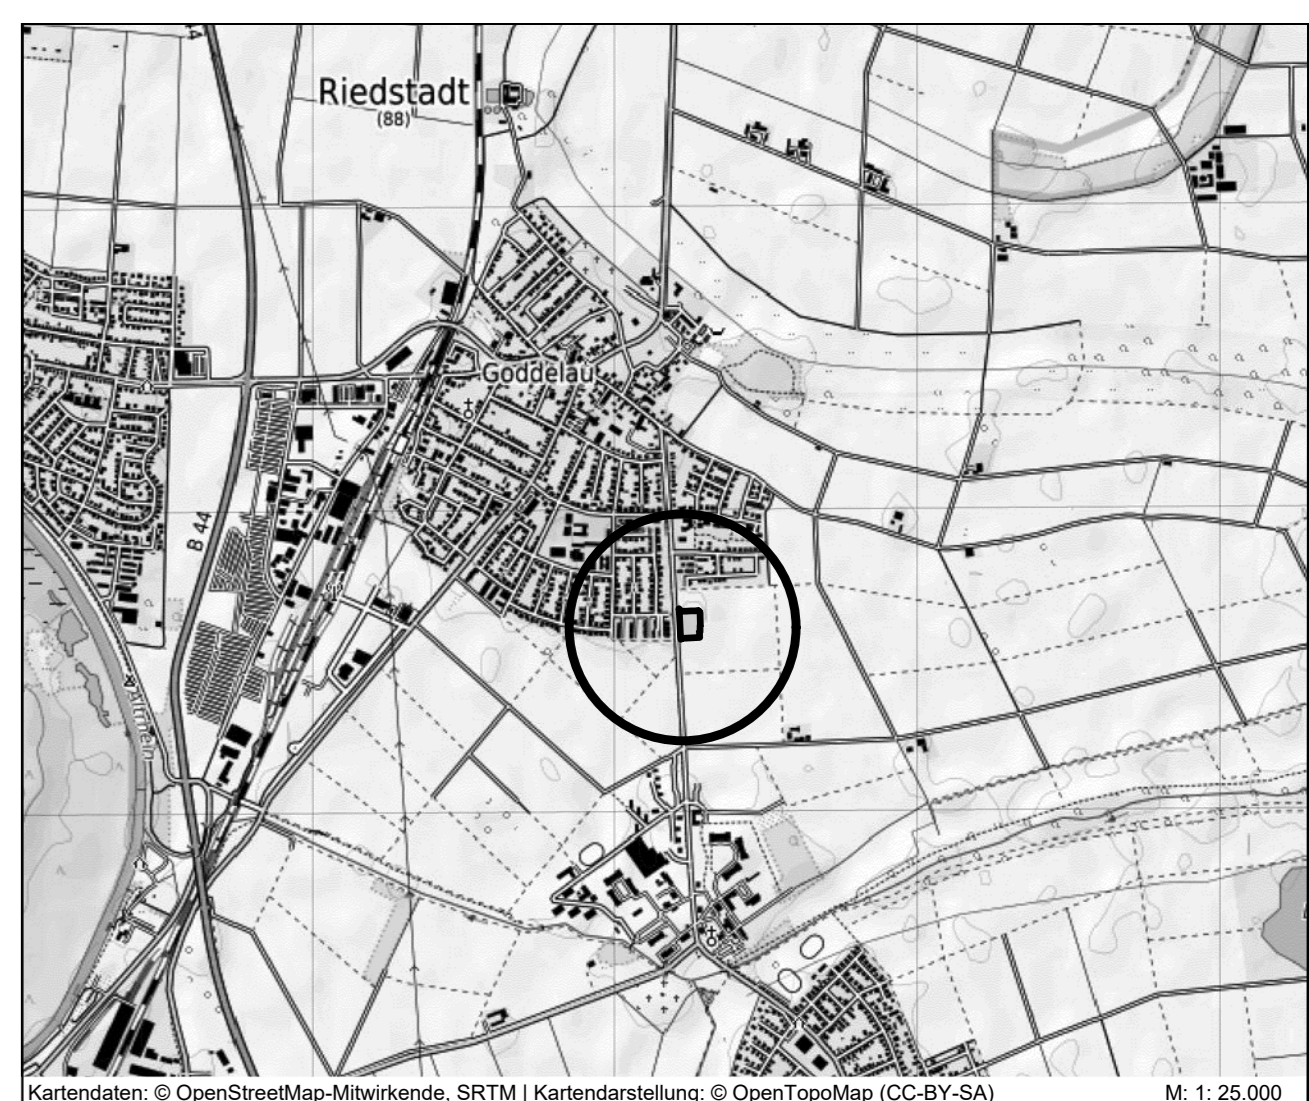 Riedstadt
(88)
Goddelau
B 44
Altrhein
Kartendaten: © OpenStreetMap-Mitwirkende, SRTM | Kartendarstellung: © OpenTopoMap (CC-BY-SA) M: 1: 25.000